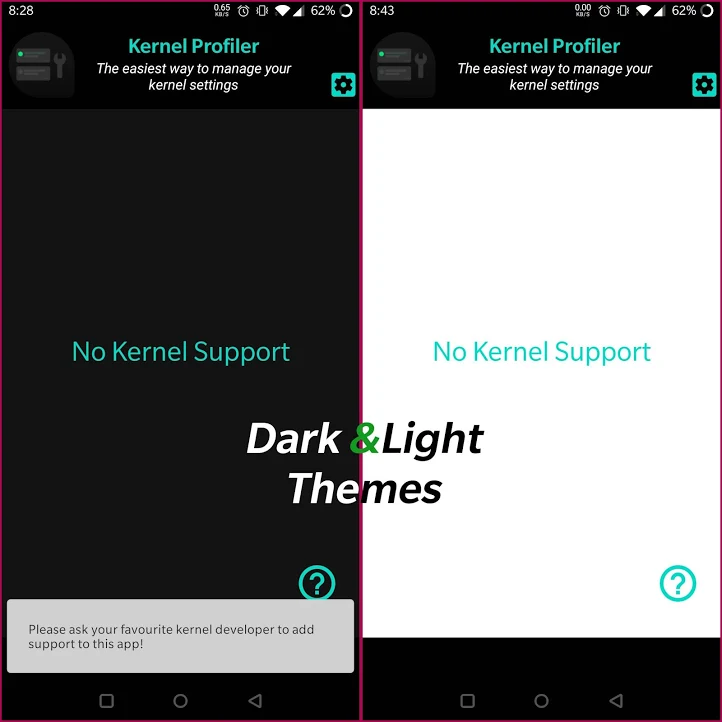 8:28
0.65
KB/S
62%
Kernel Profiler
The easiest way to manage your
kernel settings
No Kernel Support
Please ask your favourite kernel developer to add
support to this app!
8:43
0.00
KB/S
62%
Kernel Profiler
The easiest way to manage your
kernel settings
No Kernel Support
Dark &Light
Themes